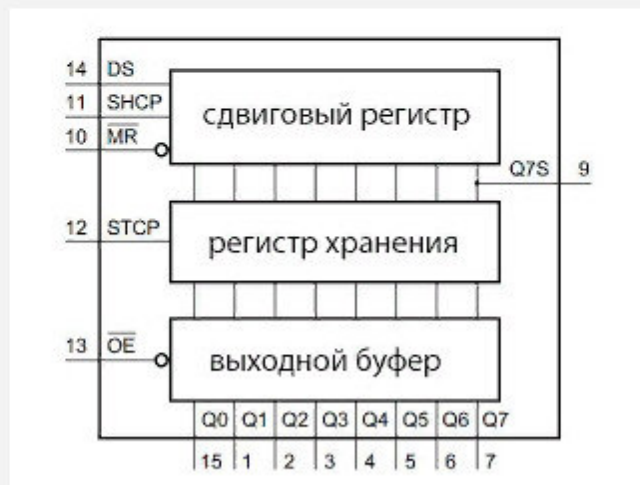 14 DS
11 SHCP
10 MR
сдвиговый регистр
Q7S 9
12 STCP
регистр хранения
13 OE
выходной буфер
Q0 Q1 Q2 Q3 Q4 Q5 Q6 Q7
15 1 2 3 4 5 6 7